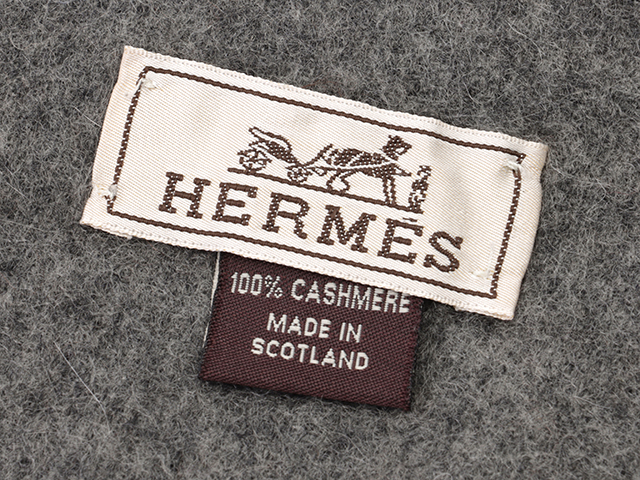 HERMÈS
100% CASHMERE
MADE IN
SCOTLAND